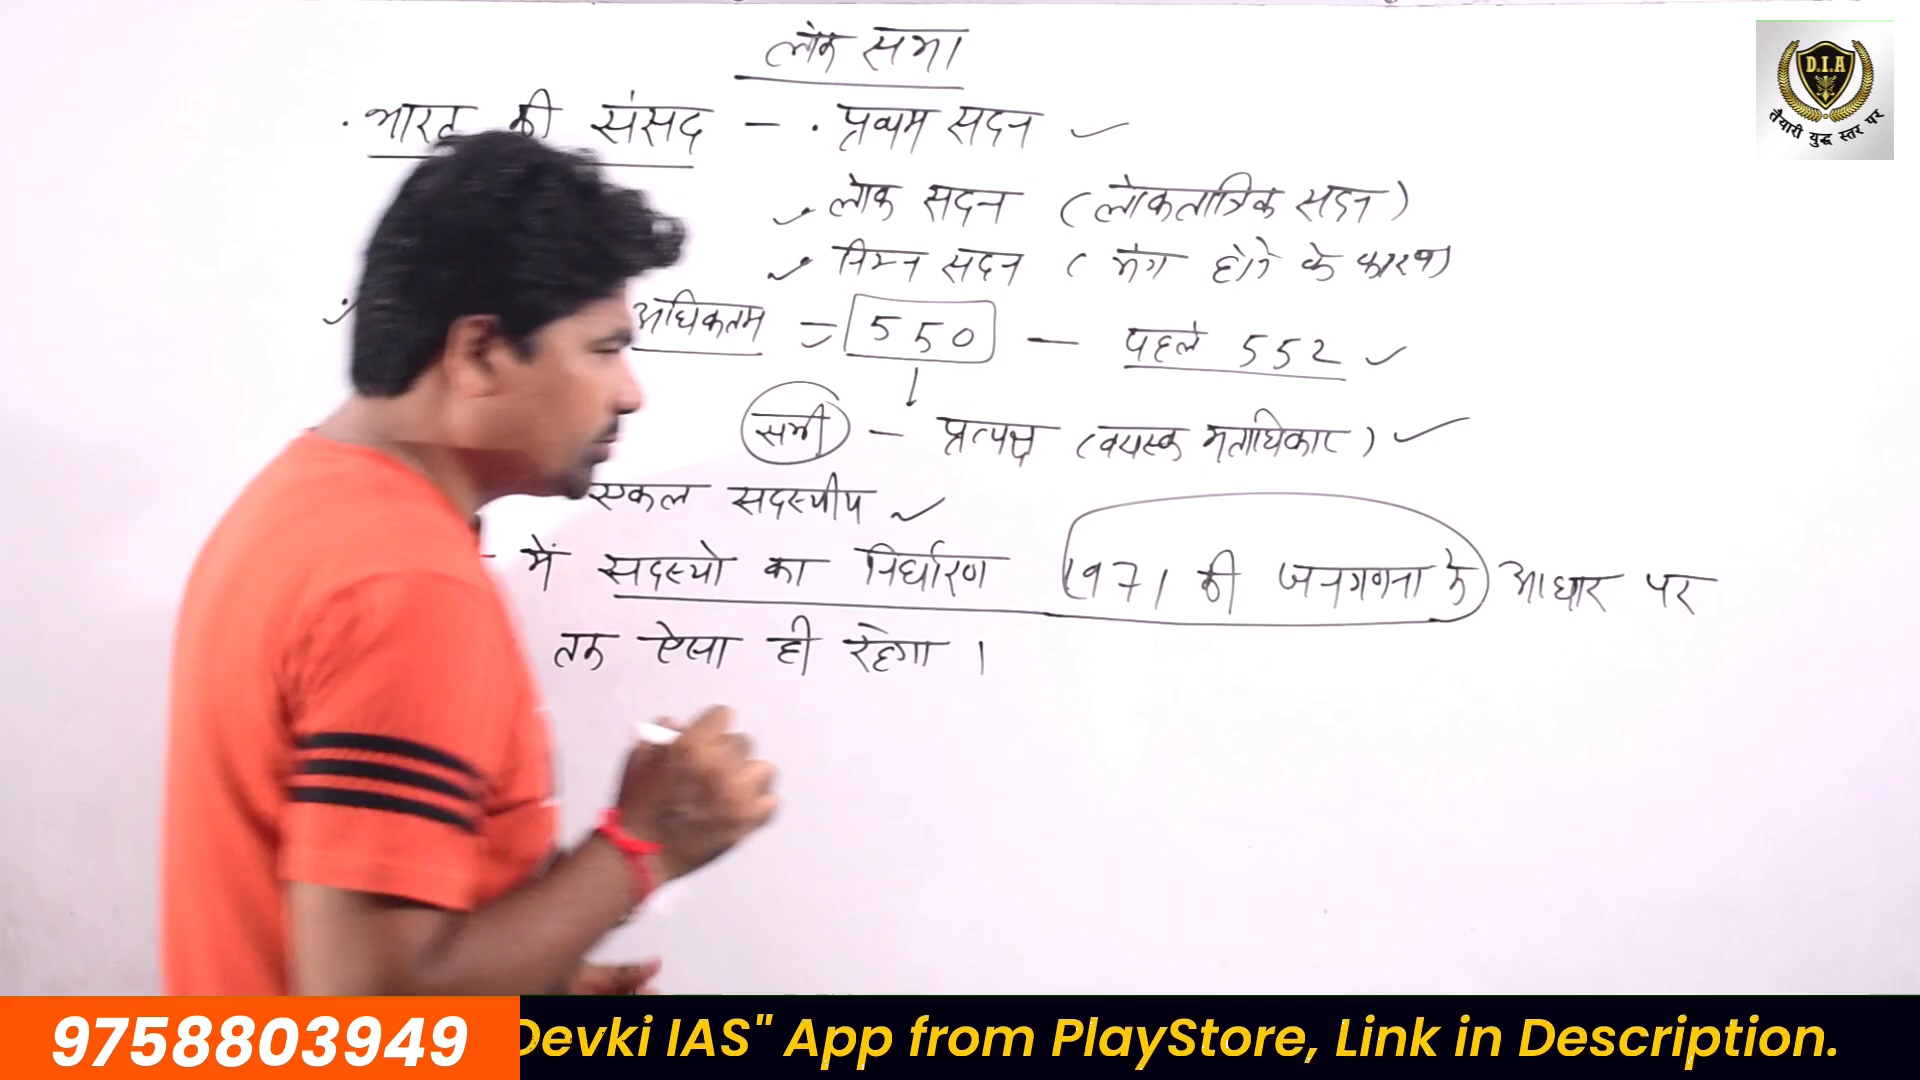 लोक सभा
. भारत की संसद - . प्रथम सदन
लोक सदन (लोकतात्रिक सदन)
निम्न सदन ( भंग होने के कारण)
अधिकतम = 550 - पहले 552
सभी - प्रत्यक्ष (वयस्क मताधिकार)
एकल सदस्यीय
में सदस्यो का निर्धारण 1971 की जनगणना के आधार पर
तक ऐसा ही रहेगा ।
D.I.A
तैयारी युद्ध स्तर पर
9758803949
Devki IAS" App from PlayStore, Link in Description.